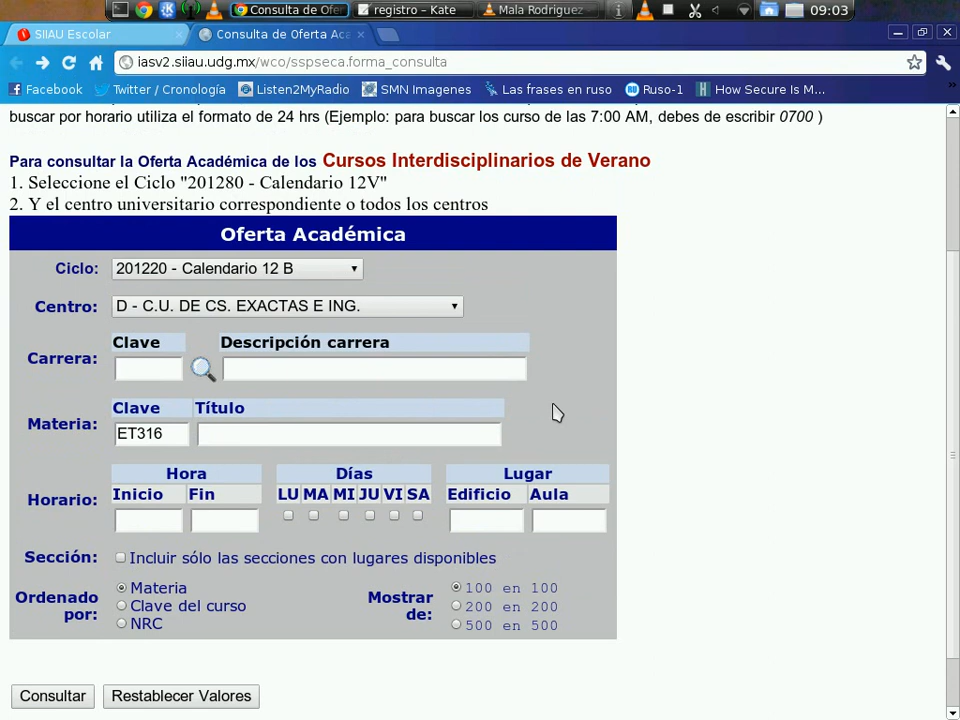 Consulta de Ofer
registro – Kate
Mala Rodriguez
09:03
SIIAU Escolar
Consulta de Oferta Aca
iasv2.siiau.udg.mx/wco/sspseca.forma_consulta
Facebook
Twitter / Cronología
Listen2MyRadio
SMN Imagenes
Las frases en ruso
Ruso-1
How Secure Is M...
buscar por horario utiliza el formato de 24 hrs (Ejemplo: para buscar los curso de las 7:00 AM, debes de escribir 0700 )
Para consultar la Oferta Académica de los Cursos Interdisciplinarios de Verano
1. Seleccione el Ciclo "201280 - Calendario 12V"
2. Y el centro universitario correspondiente o todos los centros
Oferta Académica
Ciclo: 201220 - Calendario 12 B
Centro: D - C.U. DE CS. EXACTAS E ING.
Clave Descripción carrera
Carrera:
Clave Título
Materia: ET316
Hora Días Lugar
Inicio Fin LU MA MI JU VI SA Edificio Aula
Horario:
Sección: Incluir sólo las secciones con lugares disponibles
Ordenado por: Materia
Clave del curso
NRC
Mostrar de: 100 en 100
200 en 200
500 en 500
Consultar Restablecer Valores